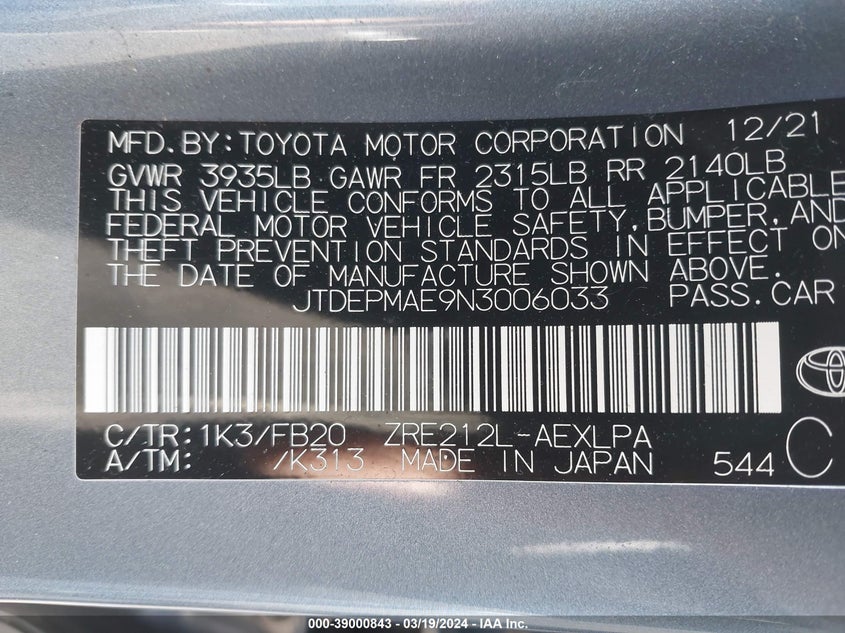 MFD.BY:TOYOTA MOTOR CORPORATION 12/21
GVWR 3935LB GAWR FR 2315LB RR 2140LB
THIS VEHICLE CONFORMS TO ALL APPLICABLE
FEDERAL MOTOR VEHICLE SAFETY,BUMPER,AND
THEFT PREVENTION STANDARDS IN EFFECT ON
THE DATE OF MANUFACTURE SHOWN ABOVE.
JTDEPMAE9N3006033 PASS.CAR
C/TR:1K3/FB20 ZRE212L-AEXLPA
A/TM: /K313 MADE IN JAPAN 544 C
000-39000843 - 03/19/2024 - IAA Inc.